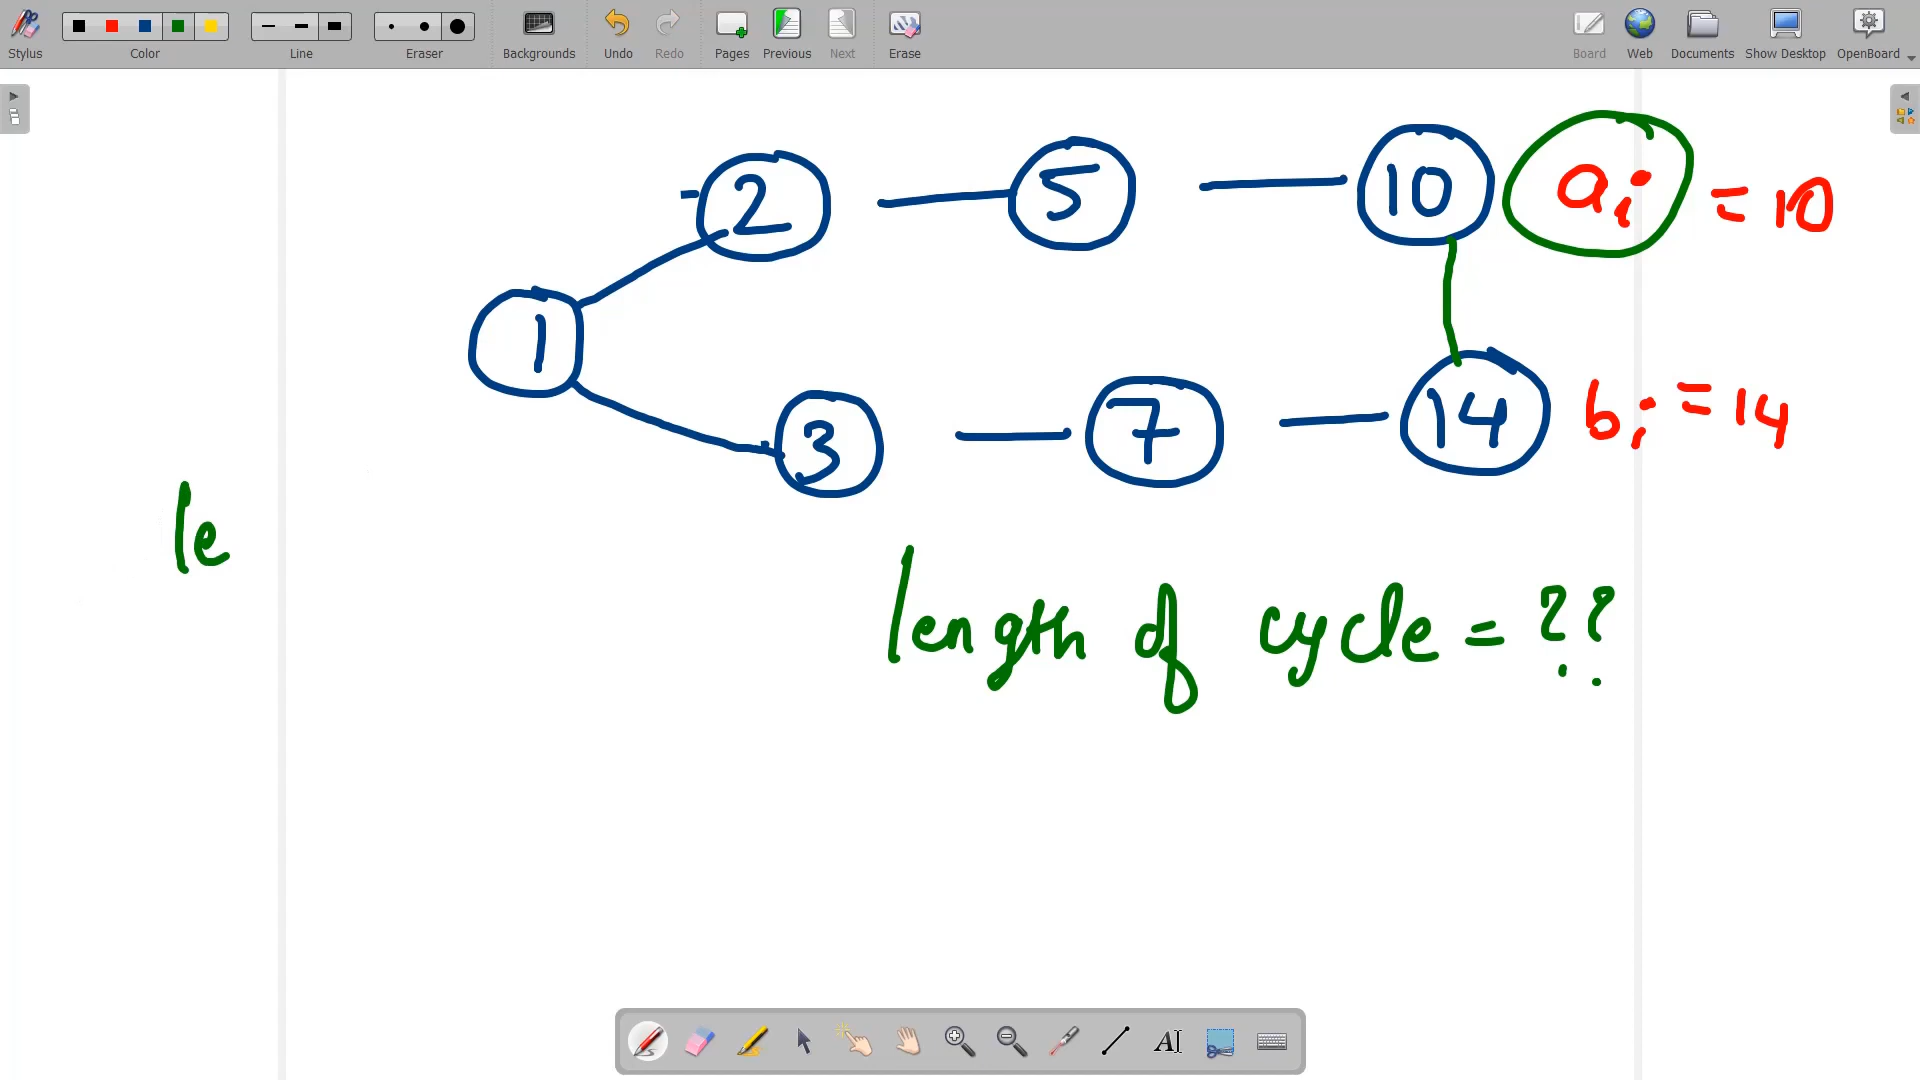 Stylus Color Line Eraser Backgrounds Undo Redo Pages Previous Next Erase Board Web Documents Show Desktop OpenBoard
2 5 10 ai = 10
1
3 7 14 bi = 14
le
length of cycle = ??